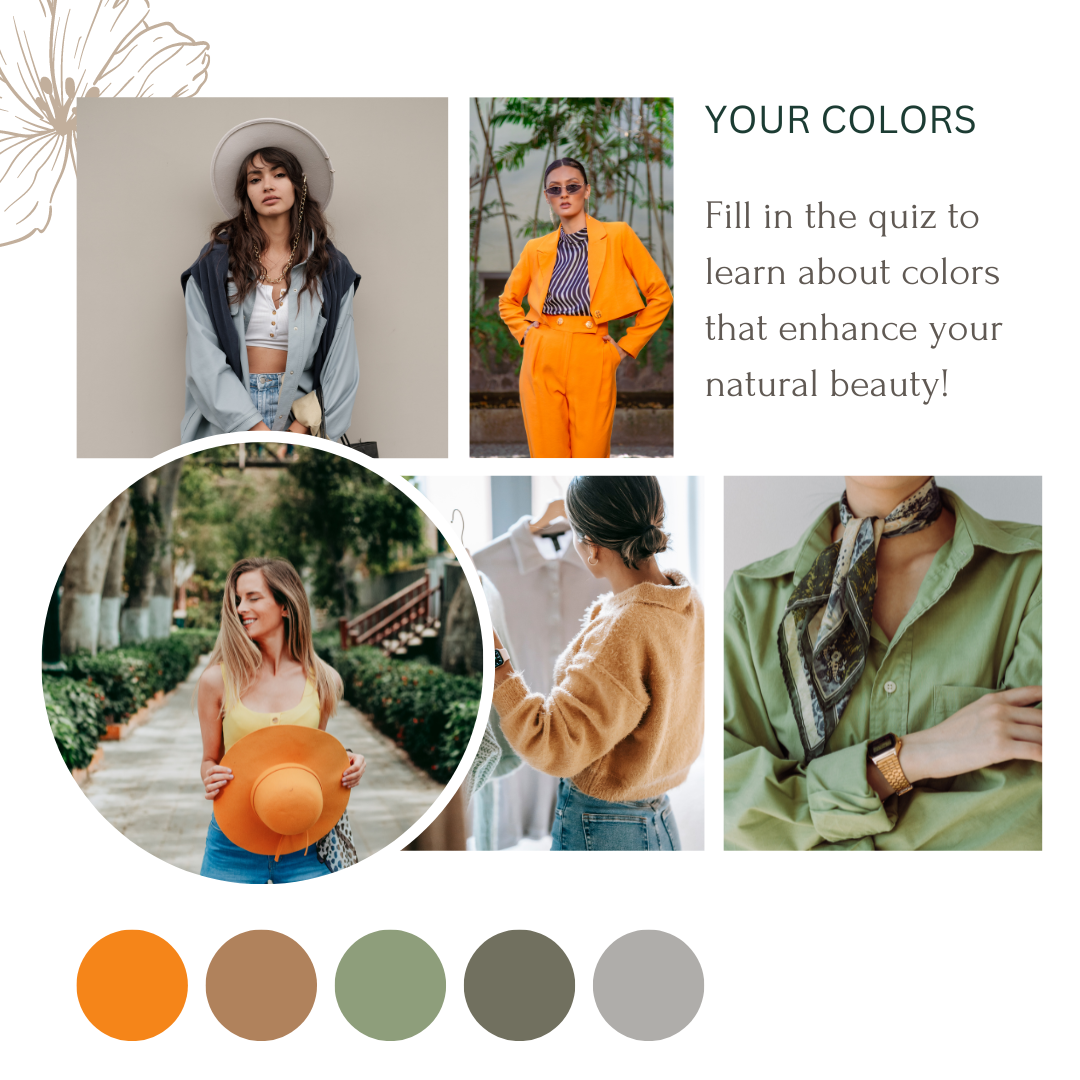 YOUR COLORS
Fill in the quiz to
learn about colors
that enhance your
natural beauty!